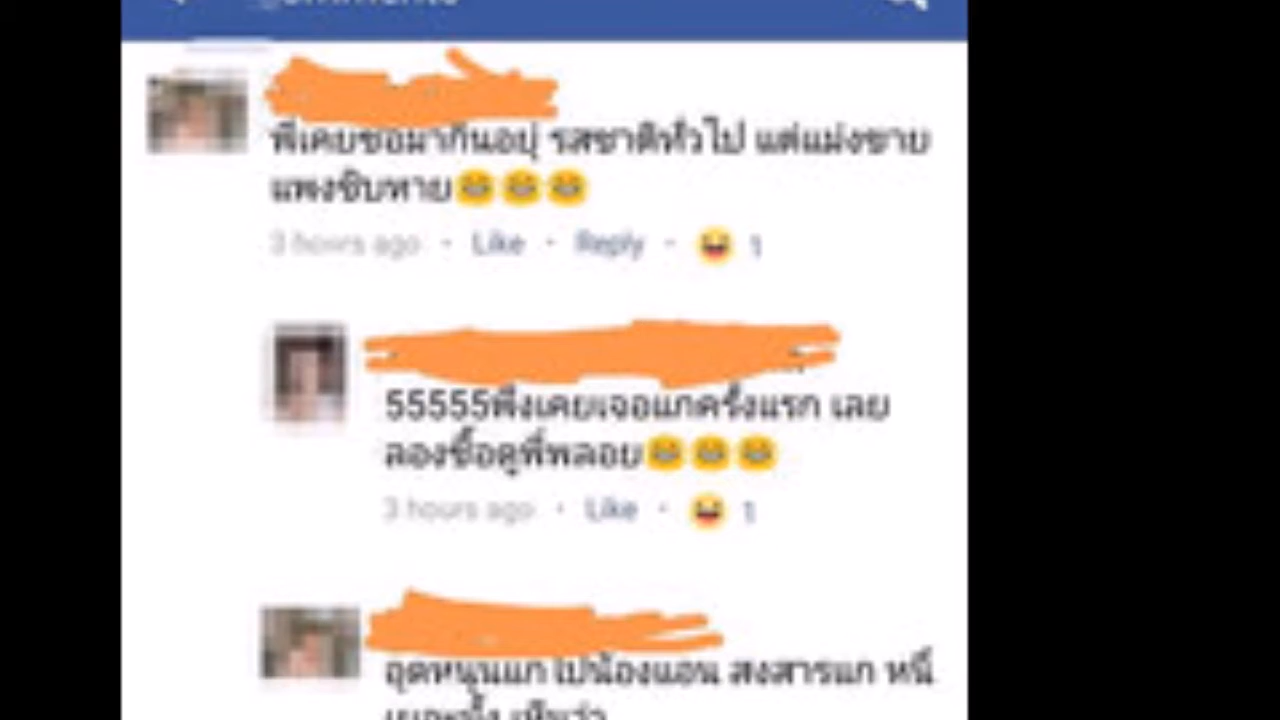 พี่เคยซื้อมากินอยู่ รสชาติทั่วไป แต่แม่งขาย
แพงชิบหาย😂😂😂
3 hours ago · Like · Reply · 😆 1
55555พึ่งเคยเจอแกครั้งแรก เลย
ลองซื้อดูพี่พลอย😂😂😂
3 hours ago · Like · 😆 1
อุดหนุนแก ไปน้องแอน สงสารแก หนี้